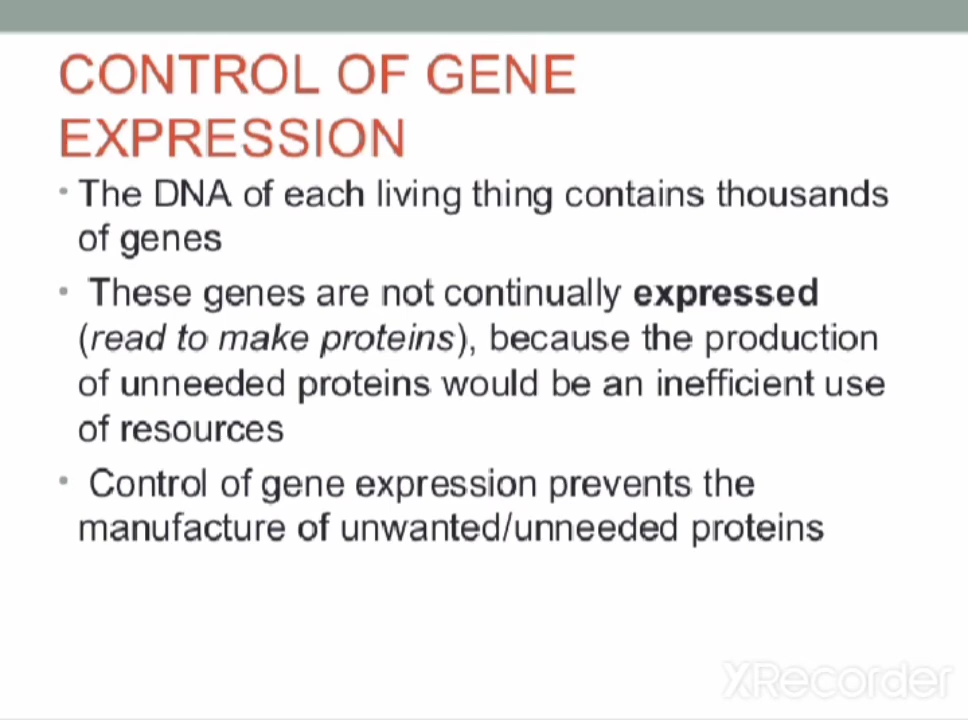 CONTROL OF GENE
EXPRESSION
• The DNA of each living thing contains thousands
of genes
• These genes are not continually expressed
(read to make proteins), because the production
of unneeded proteins would be an inefficient use
of resources
• Control of gene expression prevents the
manufacture of unwanted/unneeded proteins
XRecorder